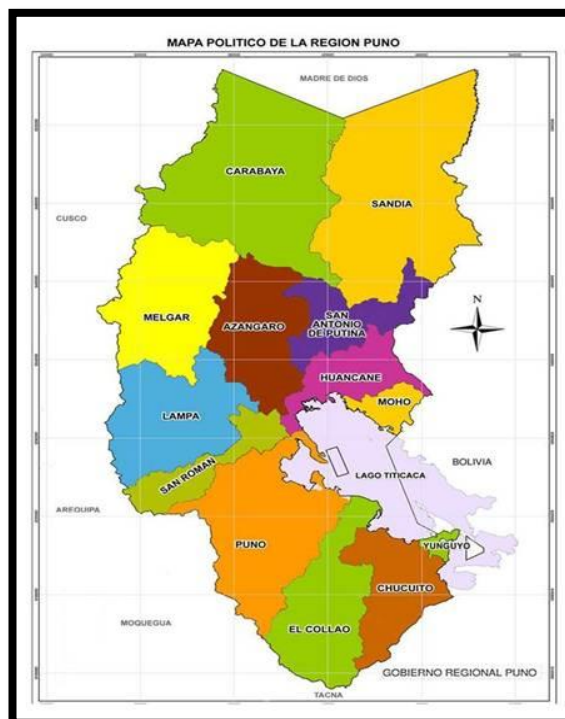 MAPA POLITICO DE LA REGION PUNO
MADRE DE DIOS
CARABAYA
SANDIA
CUSCO
N
MELGAR
AZANGARO
SAN
ANTONIO
DE PUTINA
HUANCANE
MOHO
LAMPA
SAN ROMAN
LAGO TITICACA
BOLIVIA
AREQUIPA
PUNO
YUNGUYO
CHUCUITO
MOQUEGUA
EL COLLAO
GOBIERNO REGIONAL PUNO
TACNA